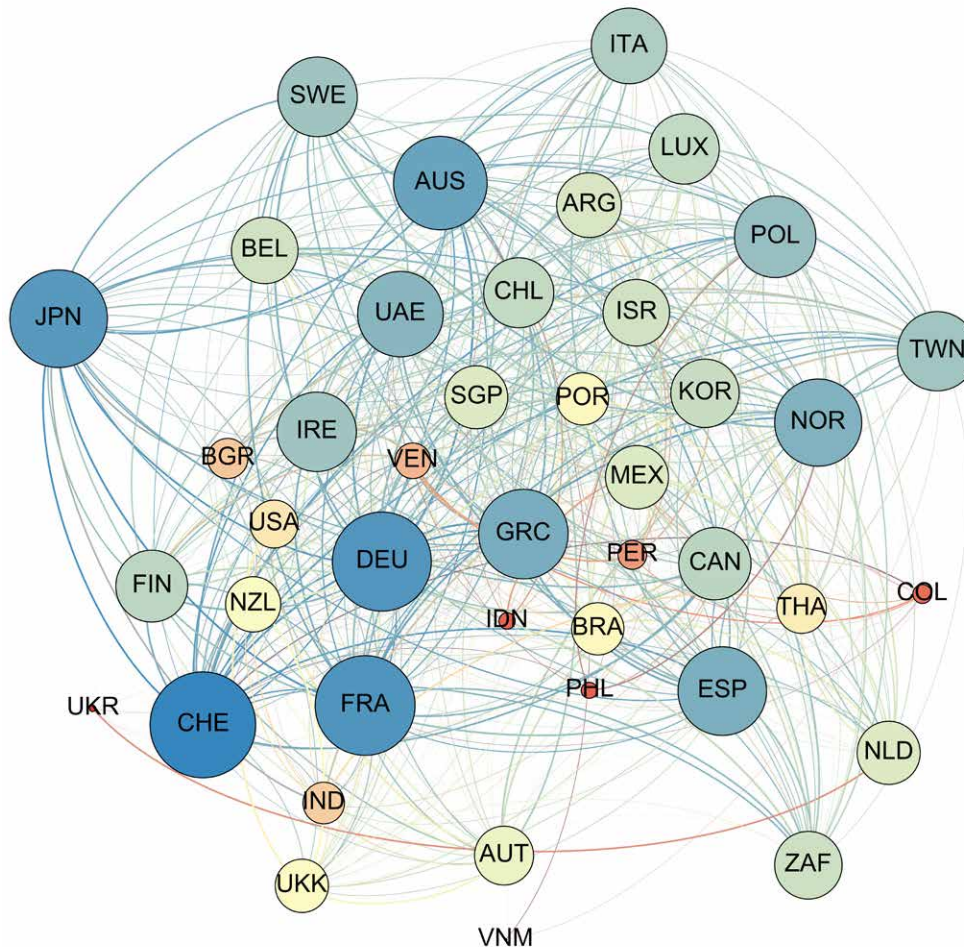 ITA
SWE
LUX
AUS
ARG
POL
BEL
CHL
ISR
UAE
JPN
TWN
KOR
SGP
POR
NOR
IRE
BGR
VEN
MEX
USA
GRC
PER
DEU
CAN
FIN
COL
NZL
THA
IDN
BRA
PHL
ESP
FRA
UKR
CHE
NLD
IND
AUT
ZAF
UKK
VNM